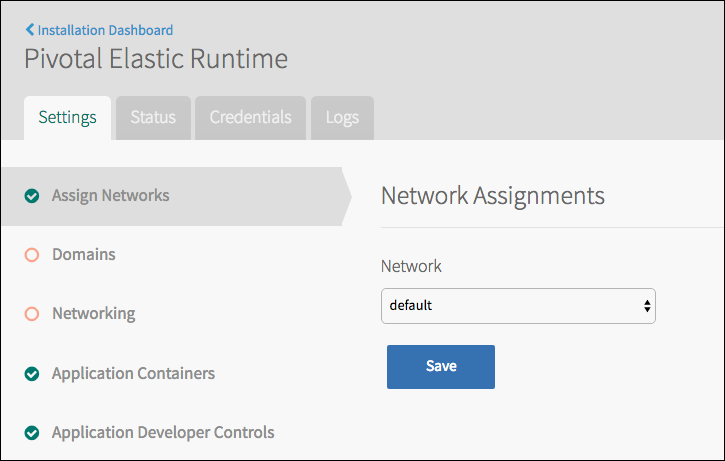 Installation Dashboard
Pivotal Elastic Runtime
Settings
Status
Credentials
Logs
Assign Networks
Domains
Networking
Application Containers
Application Developer Controls
Network Assignments
Network
default
Save